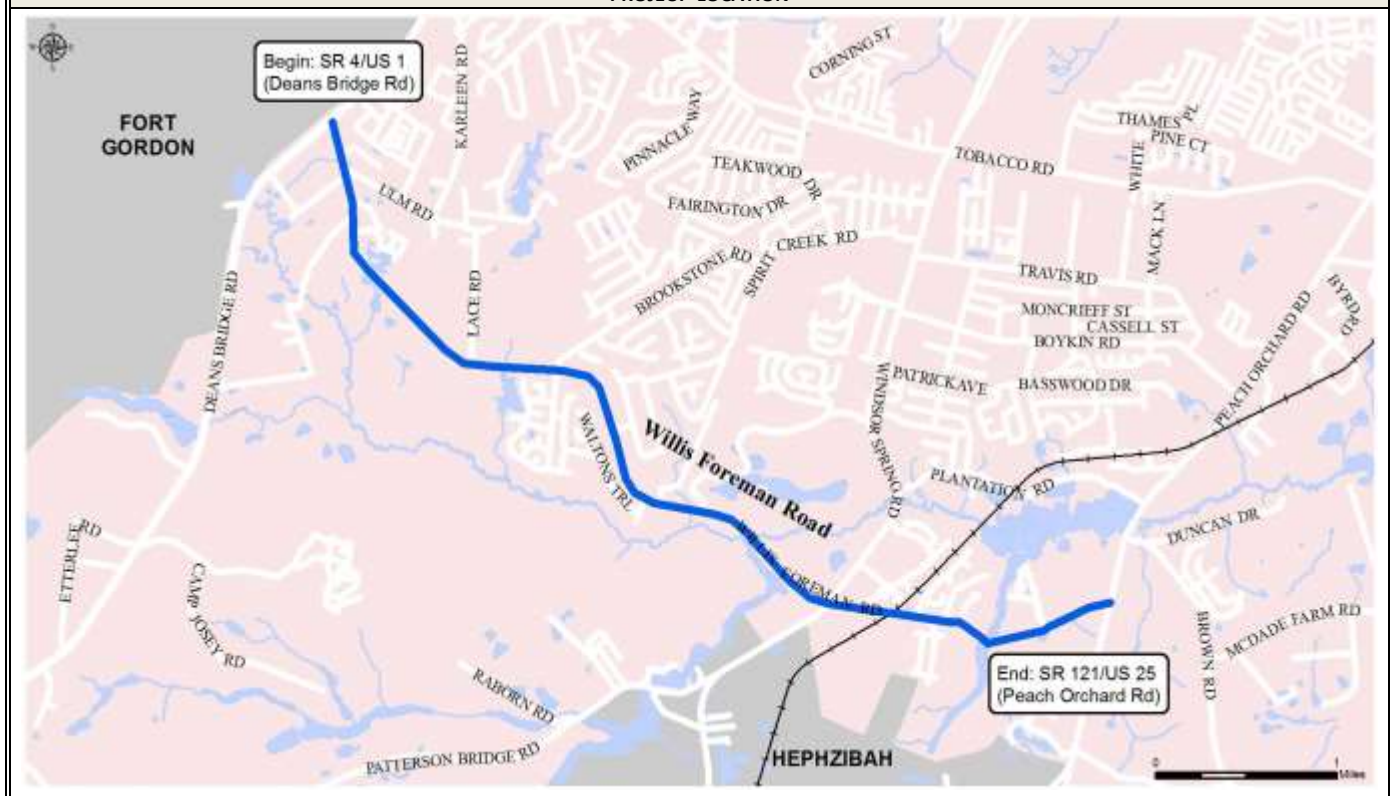 PROJECT LOCATION
Begin: SR 4/US 1
(Deans Bridge Rd)
FORT
GORDON
KARLEEN RD
CORNING ST
PINNACLE WAY
TEAKWOOD DR
THAMES PL
PINE CT
TOBACCO RD
WHITE
ULM RD
FAIRINGTON DR
MACK LN
SPIRIT CREEK RD
BROOKSTONE RD
TRAVIS RD
LACE RD
DEANS BRIDGE RD
MONCRIEFF ST
CASSELL ST
BOYKIN RD
BYRD RD
PEACH ORCHARD RD
PATRICK AVE
BASSWOOD DR
WINDSOR SPRING RD
WALTONS TRL
Willis Foreman Road
PLANTATION RD
DUNCAN DR
ETTERLEE RD
WILLIS FOREMAN RD
CAMP JOSEY RD
BROWN RD
MCDADE FARM RD
RABORN RD
End: SR 121/US 25
(Peach Orchard Rd)
PATTERSON BRIDGE RD
HEPHZIBAH
0 1
Miles